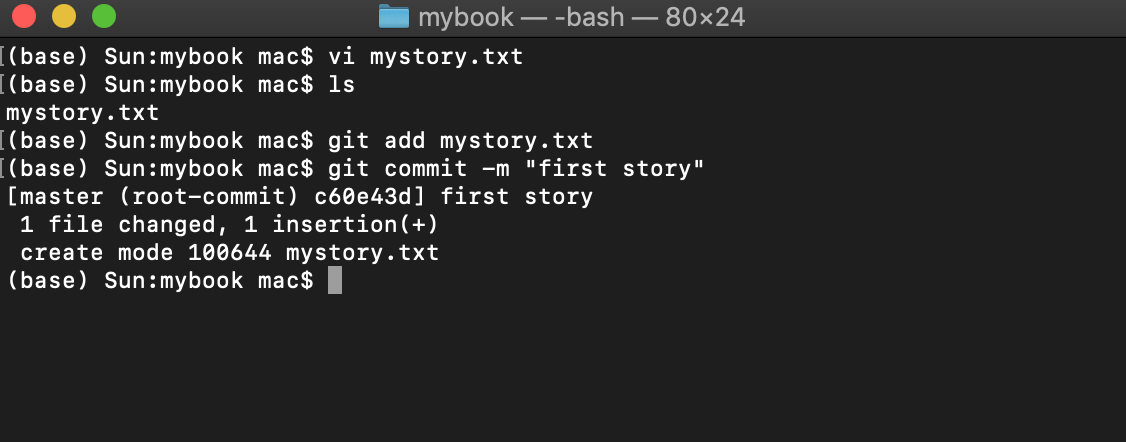 mybook — -bash — 80×24
(base) Sun:mybook mac$ vi mystory.txt
(base) Sun:mybook mac$ ls
mystory.txt
(base) Sun:mybook mac$ git add mystory.txt
(base) Sun:mybook mac$ git commit -m "first story"
[master (root-commit) c60e43d] first story
 1 file changed, 1 insertion(+)
 create mode 100644 mystory.txt
(base) Sun:mybook mac$